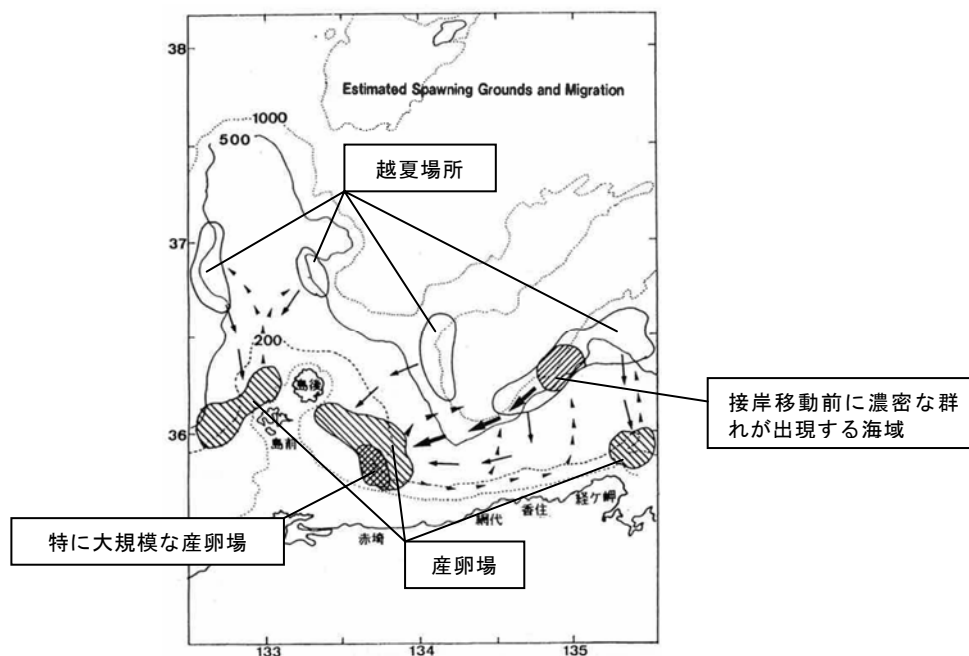 38
Estimated Spawning Grounds and Migration
1000
500
越夏場所
37
200
島後
接岸移動前に濃密な群
れが出現する海域
36
島前
経ケ岬
香住
網代
特に大規模な産卵場
赤埼
産卵場
133
134
135